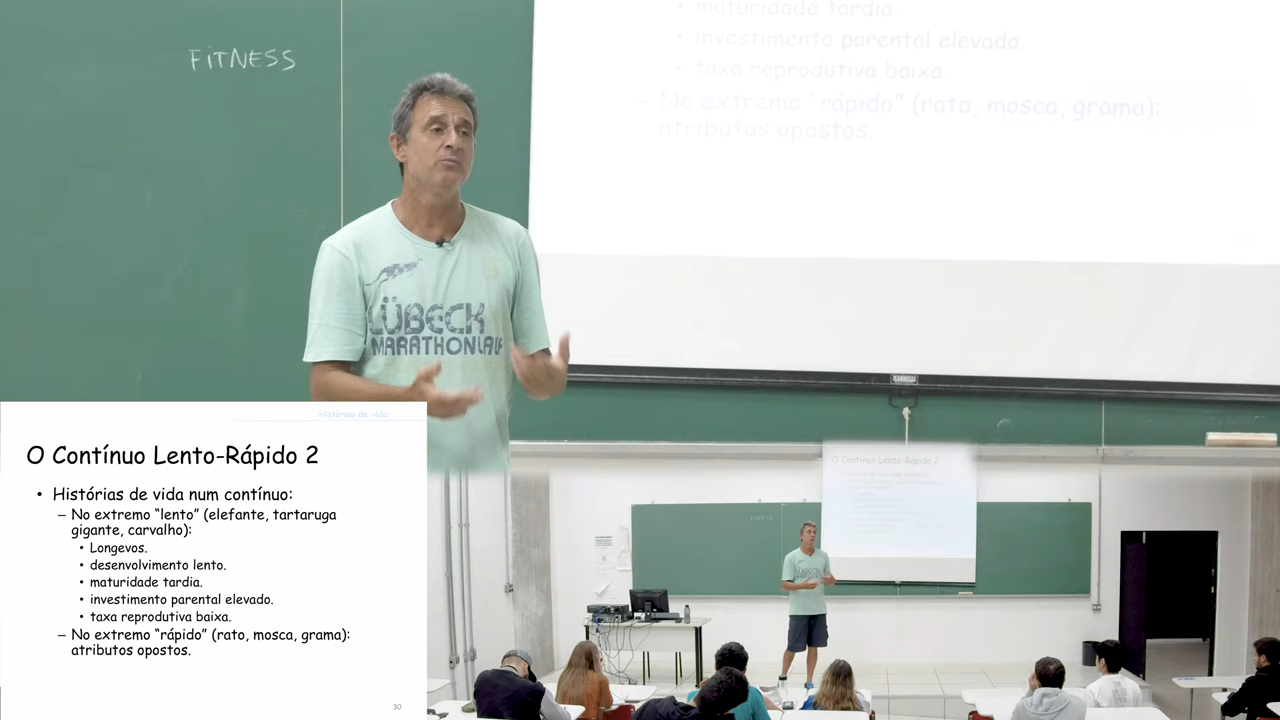 FiTNESS
• maturidade tardia.
• investimento parental elevado.
• taxa reprodutiva baixa
– No extremo "rápido" (rato, mosca, grama):
atributos opostos.
LÜBECK
MARATHONLAUF
Histórias de vida
O Contínuo Lento-Rápido 2
• Histórias de vida num contínuo:
– No extremo "lento" (elefante, tartaruga
gigante, carvalho):
• Longevos.
• desenvolvimento lento.
• maturidade tardia.
• investimento parental elevado.
• taxa reprodutiva baixa.
– No extremo "rápido" (rato, mosca, grama):
atributos opostos.
30
O Contínuo Lento-Rápido 2
FITNESS
LÜBECK